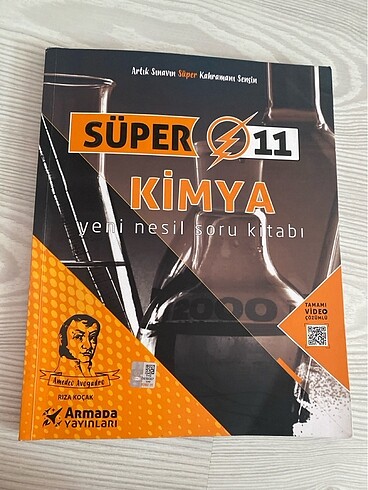 Artık Sınavın Süper Kahramanı Sensin
SÜPER 11
KİMYA
yeni nesil soru kitabı
2000
TAMAMI
VİDEO
ÇÖZÜMLÜ
Amedeo Avogadro
RIZA KOÇAK
ARMADA
YAYINLARI